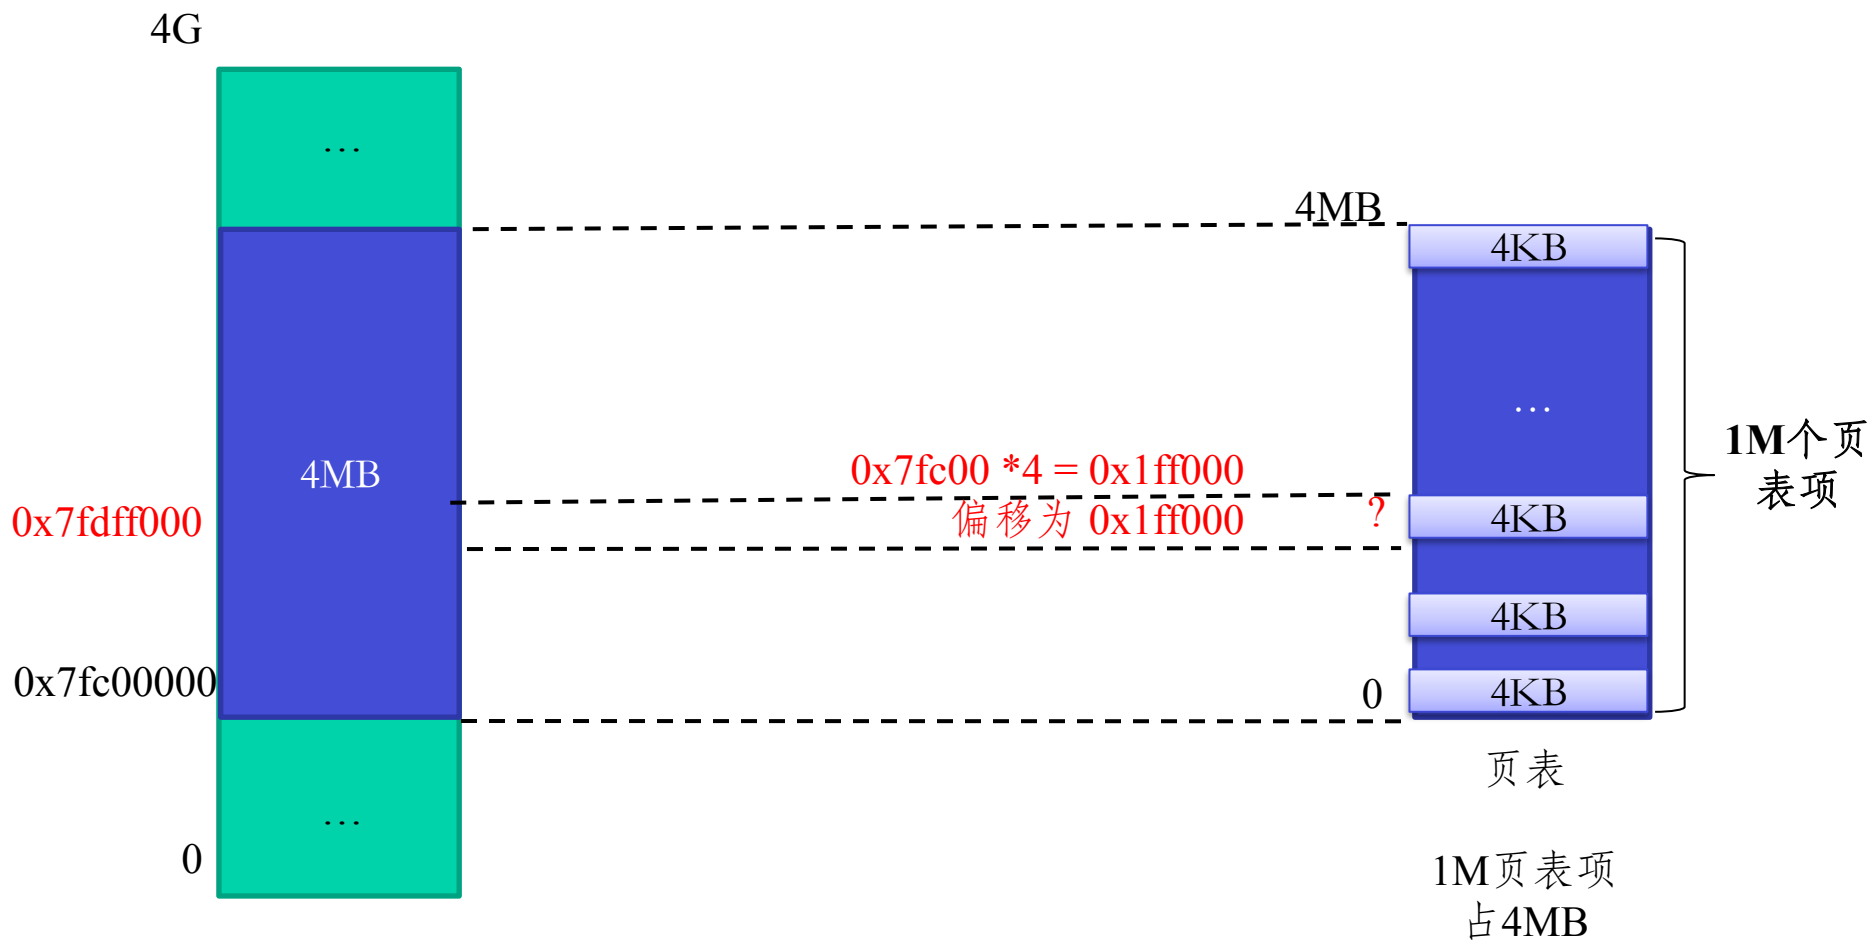 4G
…
4MB
4KB
…
1M个页
表项
4MB
0x7fc00 *4 = 0x1ff000
0x7fdff000
偏移为 0x1ff000
?
4KB
4KB
0x7fc00000
0
4KB
页表
…
0
1M页表项
占4MB